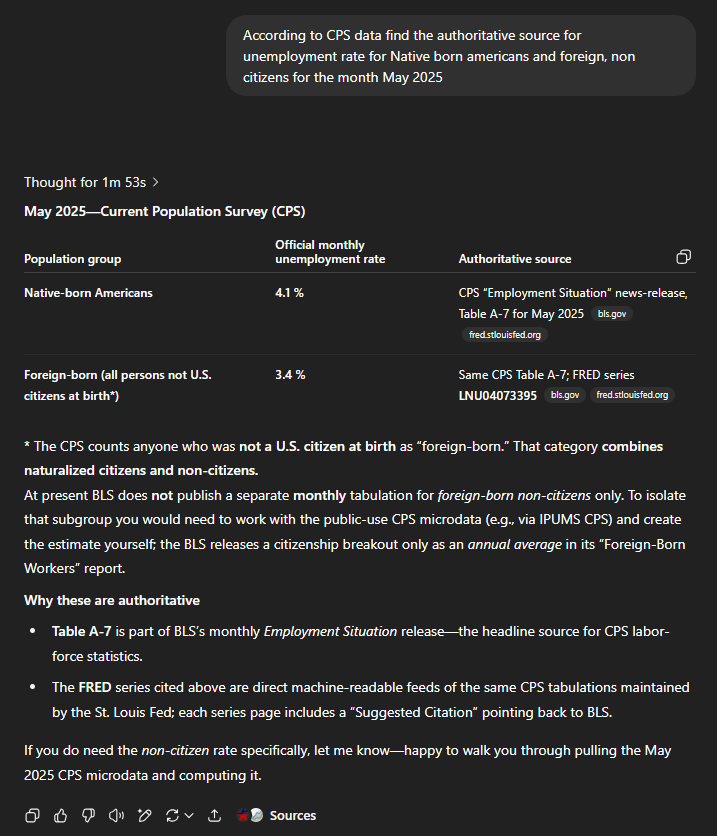 According to CPS data find the authoritative source for
unemployment rate for Native born americans and foreign, non
citizens for the month May 2025
Thought for 1m 53s >
May 2025—Current Population Survey (CPS)
Population group
Official monthly
unemployment rate
Authoritative source
Native-born Americans
4.1 %
CPS “Employment Situation” news-release,
Table A-7 for May 2025 bls.gov
fred.stlouisfed.org
Foreign-born (all persons not U.S.
citizens at birth*)
3.4 %
Same CPS Table A-7; FRED series
LNU04073395 bls.gov fred.stlouisfed.org
* The CPS counts anyone who was not a U.S. citizen at birth as “foreign-born.” That category combines
naturalized citizens and non-citizens.
At present BLS does not publish a separate monthly tabulation for foreign-born non-citizens only. To isolate
that subgroup you would need to work with the public-use CPS microdata (e.g., via IPUMS CPS) and create
the estimate yourself; the BLS releases a citizenship breakout only as an annual average in its “Foreign-Born
Workers” report.
Why these are authoritative
• Table A-7 is part of BLS’s monthly Employment Situation release—the headline source for CPS labor-
force statistics.
• The FRED series cited above are direct machine-readable feeds of the same CPS tabulations maintained
by the St. Louis Fed; each series page includes a “Suggested Citation” pointing back to BLS.
If you do need the non-citizen rate specifically, let me know—happy to walk you through pulling the May
2025 CPS microdata and computing it.
Sources